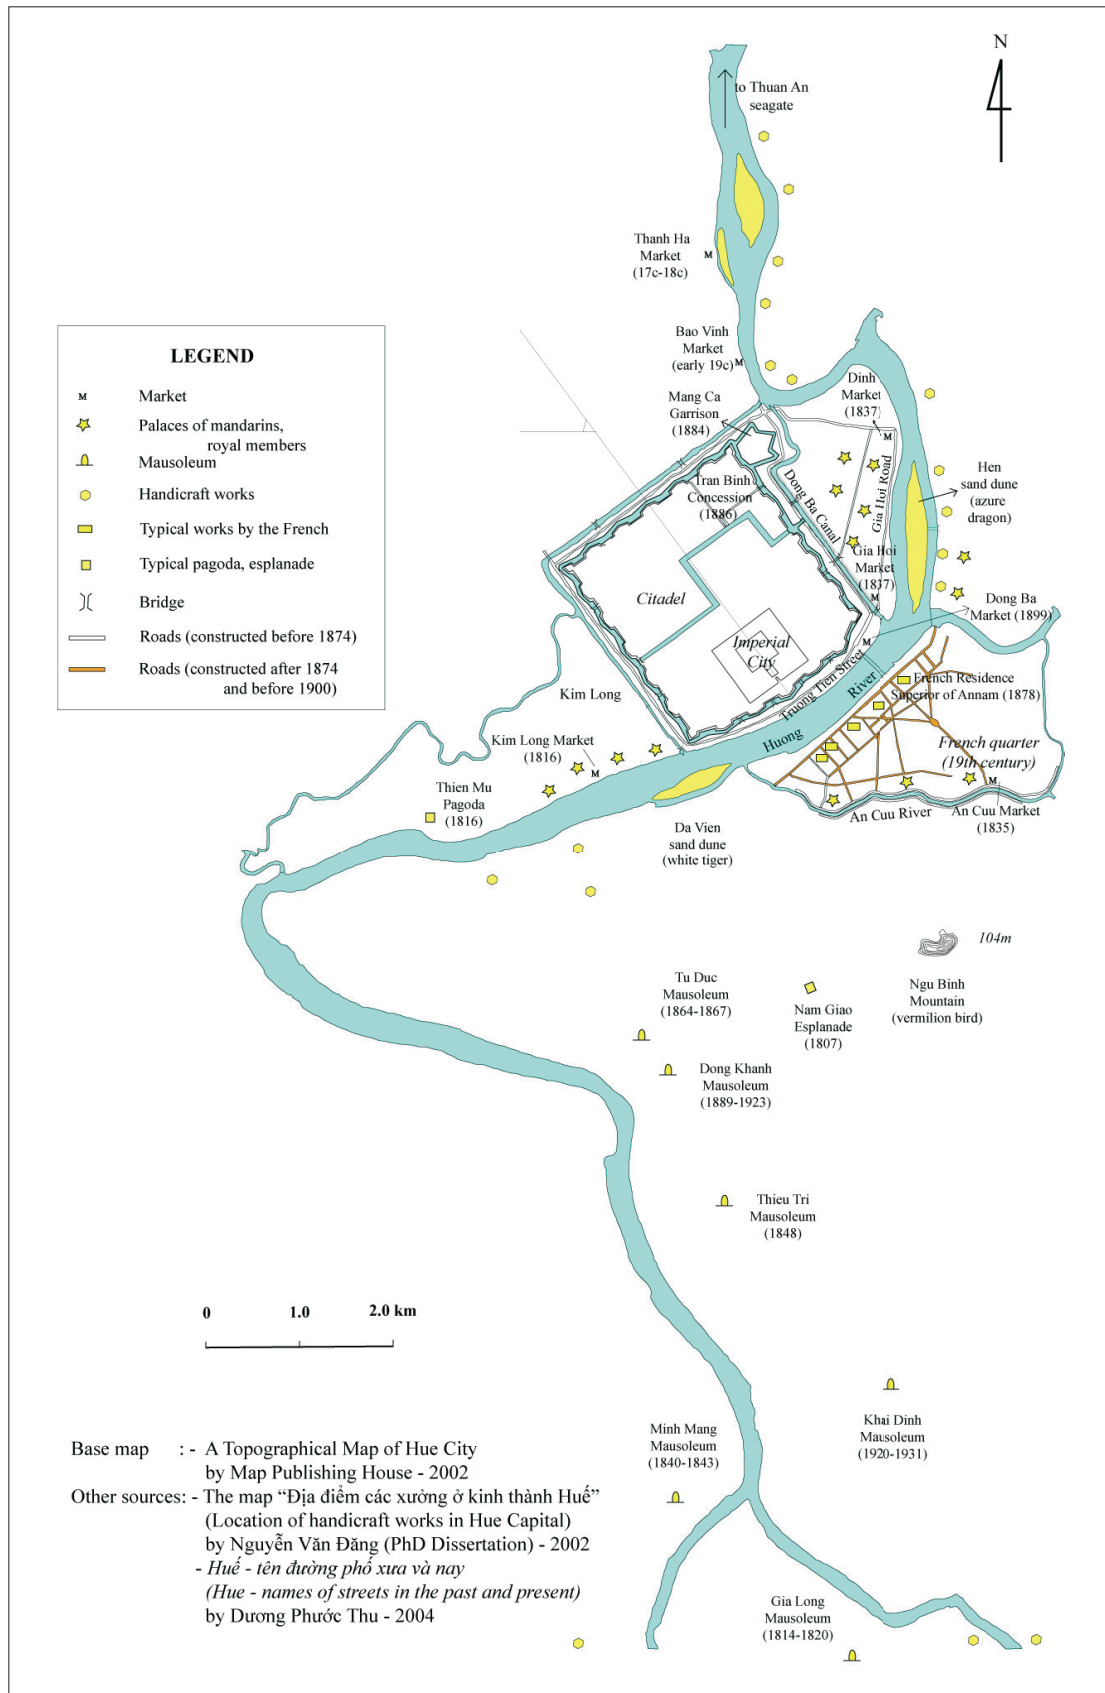 N
to Thuan An
seagate
Thanh Ha
Market
(17c-18c)
Bao Vinh
Market
(early 19c)
Dinh
Market
(1837)
Mang Ca
Garrison
(1884)
LEGEND
Market
Palaces of mandarins,
royal members
Mausoleum
Handicraft works
Typical works by the French
Typical pagoda, esplanade
Bridge
Roads (constructed before 1874)
Roads (constructed after 1874
and before 1900)
Tran Binh
Concession
(1886)
Dong Ba Canal
Gia Hoi Road
Hen
sand dune
(azure
dragon)
Gia Hoi
Market
(1837)
Dong Ba
Market (1899)
Citadel
Imperial
City
Truong Tien Street
Huong
River
French Residence
Superior of Annam (1878)
French quarter
(19th century)
Kim Long
Kim Long Market
(1816)
Thien Mu
Pagoda
(1816)
An Cuu River
An Cuu Market
(1835)
Da Vien
sand dune
(white tiger)
104m
Ngu Binh
Mountain
(vermilion bird)
Tu Duc
Mausoleum
(1864-1867)
Nam Giao
Esplanade
(1807)
Dong Khanh
Mausoleum
(1889-1923)
Thieu Tri
Mausoleum
(1848)
0 1.0 2.0 km
Khai Dinh
Mausoleum
(1920-1931)
Minh Mang
Mausoleum
(1840-1843)
Gia Long
Mausoleum
(1814-1820)
Base map : - A Topographical Map of Hue City
by Map Publishing House - 2002
Other sources: - The map “Địa điểm các xưởng ở kinh thành Huế”
(Location of handicraft works in Hue Capital)
by Nguyễn Văn Đăng (PhD Dissertation) - 2002
- Huế - tên đường phố xưa và nay
(Hue - names of streets in the past and present)
by Dương Phước Thu - 2004